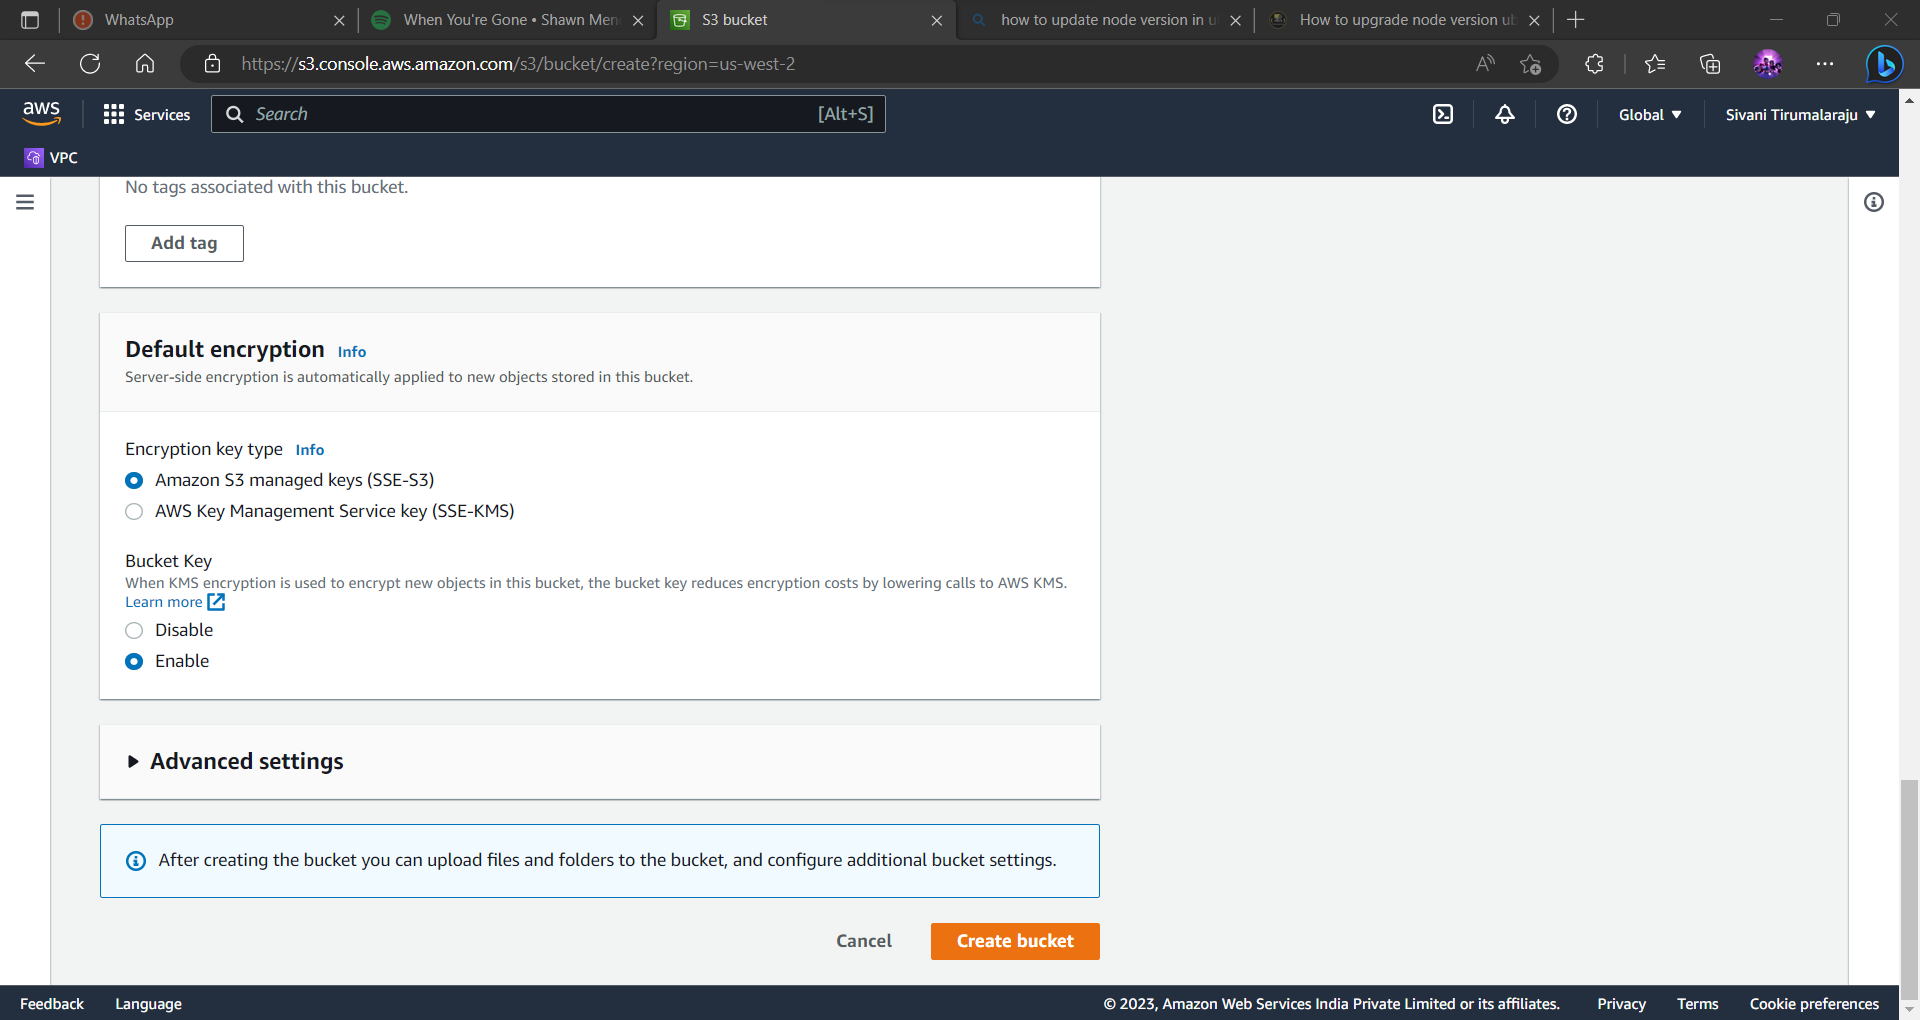 WhatsApp
When You're Gone • Shawn Men
S3 bucket
how to update node version in u
How to upgrade node version ub
https://s3.console.aws.amazon.com/s3/bucket/create?region=us-west-2
aws
Services
Search
[Alt+S]
Global
Sivani Tirumalaraju
VPC
No tags associated with this bucket.
Add tag
Default encryption Info
Server-side encryption is automatically applied to new objects stored in this bucket.
Encryption key type Info
Amazon S3 managed keys (SSE-S3)
AWS Key Management Service key (SSE-KMS)
Bucket Key
When KMS encryption is used to encrypt new objects in this bucket, the bucket key reduces encryption costs by lowering calls to AWS KMS.
Learn more
Disable
Enable
Advanced settings
After creating the bucket you can upload files and folders to the bucket, and configure additional bucket settings.
Cancel
Create bucket
Feedback
Language
© 2023, Amazon Web Services India Private Limited or its affiliates.
Privacy
Terms
Cookie preferences